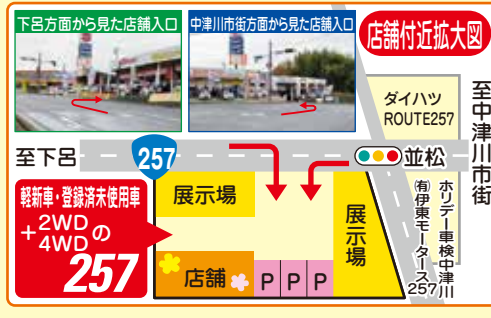 下呂方面から見た店舗入口
中津川市街方面から見た店舗入口
店舗付近拡大図
ダイハツ
ROUTE257
至中津川市街
至下呂
257
並松
軽新車・登録済未使用車
+2WD
4WDの
257
展示場
展示場
店舗
P P P
(有)伊東モータース257
ホリデー車検中津川